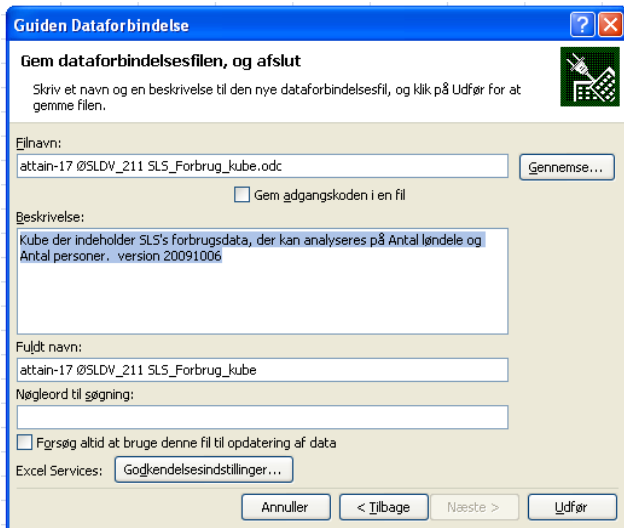 Guiden Dataforbindelse
Gem dataforbindelsesfilen, og afslut
Skriv et navn og en beskrivelse til den nye dataforbindelsesfil, og klik på Udfør for at
gemme filen.
Filnavn:
attain-17 ØSLDV_211 SLS_Forbrug_kube.odc
Gennemse...
Gem adgangskoden i en fil
Beskrivelse:
Kube der indeholder SLS's forbrugsdata, der kan analyseres på Antal løndele og
Antal personer. version 20091006
Fuldt navn:
attain-17 ØSLDV_211 SLS_Forbrug_kube
Nøgleord til søgning:
Forsøg altid at bruge denne fil til opdatering af data
Excel Services:
Godkendelsesindstillinger...
Annuller
< Tilbage
Næste >
Udfør